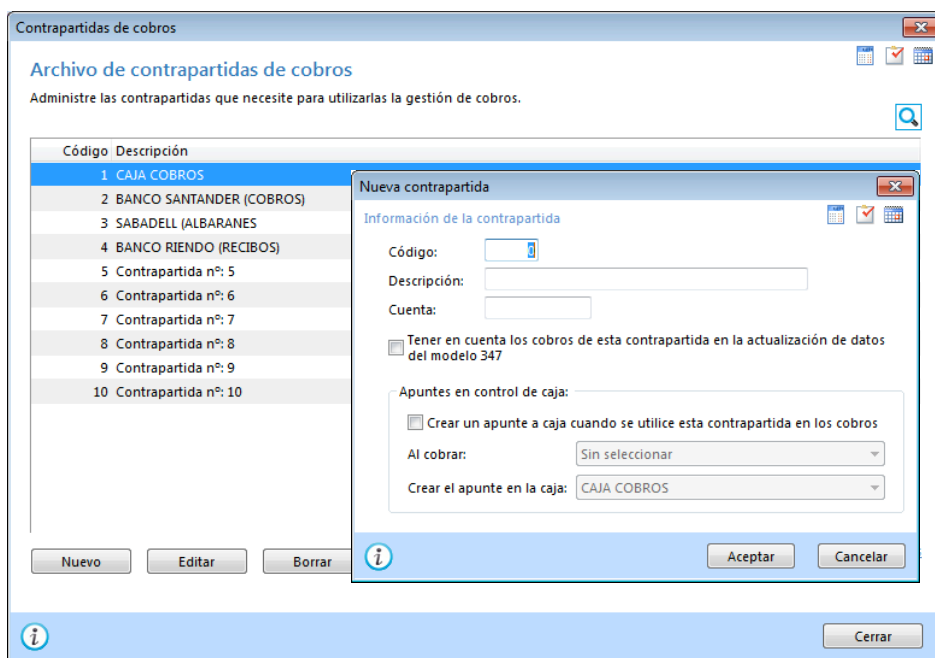 Contrapartidas de cobros
Archivo de contrapartidas de cobros
Administre las contrapartidas que necesite para utilizarlas la gestión de cobros.
Código Descripción
1 CAJA COBROS
2 BANCO SANTANDER (COBROS)
3 SABADELL (ALBARANES
4 BANCO RIENDO (RECIBOS)
5 Contrapartida nº: 5
6 Contrapartida nº: 6
7 Contrapartida nº: 7
8 Contrapartida nº: 8
9 Contrapartida nº: 9
10 Contrapartida nº: 10
Nuevo Editar Borrar
Nueva contrapartida
Información de la contrapartida
Código: 0
Descripción:
Cuenta:
Tener en cuenta los cobros de esta contrapartida en la actualización de datos
del modelo 347
Apuntes en control de caja:
Crear un apunte a caja cuando se utilice esta contrapartida en los cobros
Al cobrar: Sin seleccionar
Crear el apunte en la caja: CAJA COBROS
Aceptar Cancelar
Cerrar